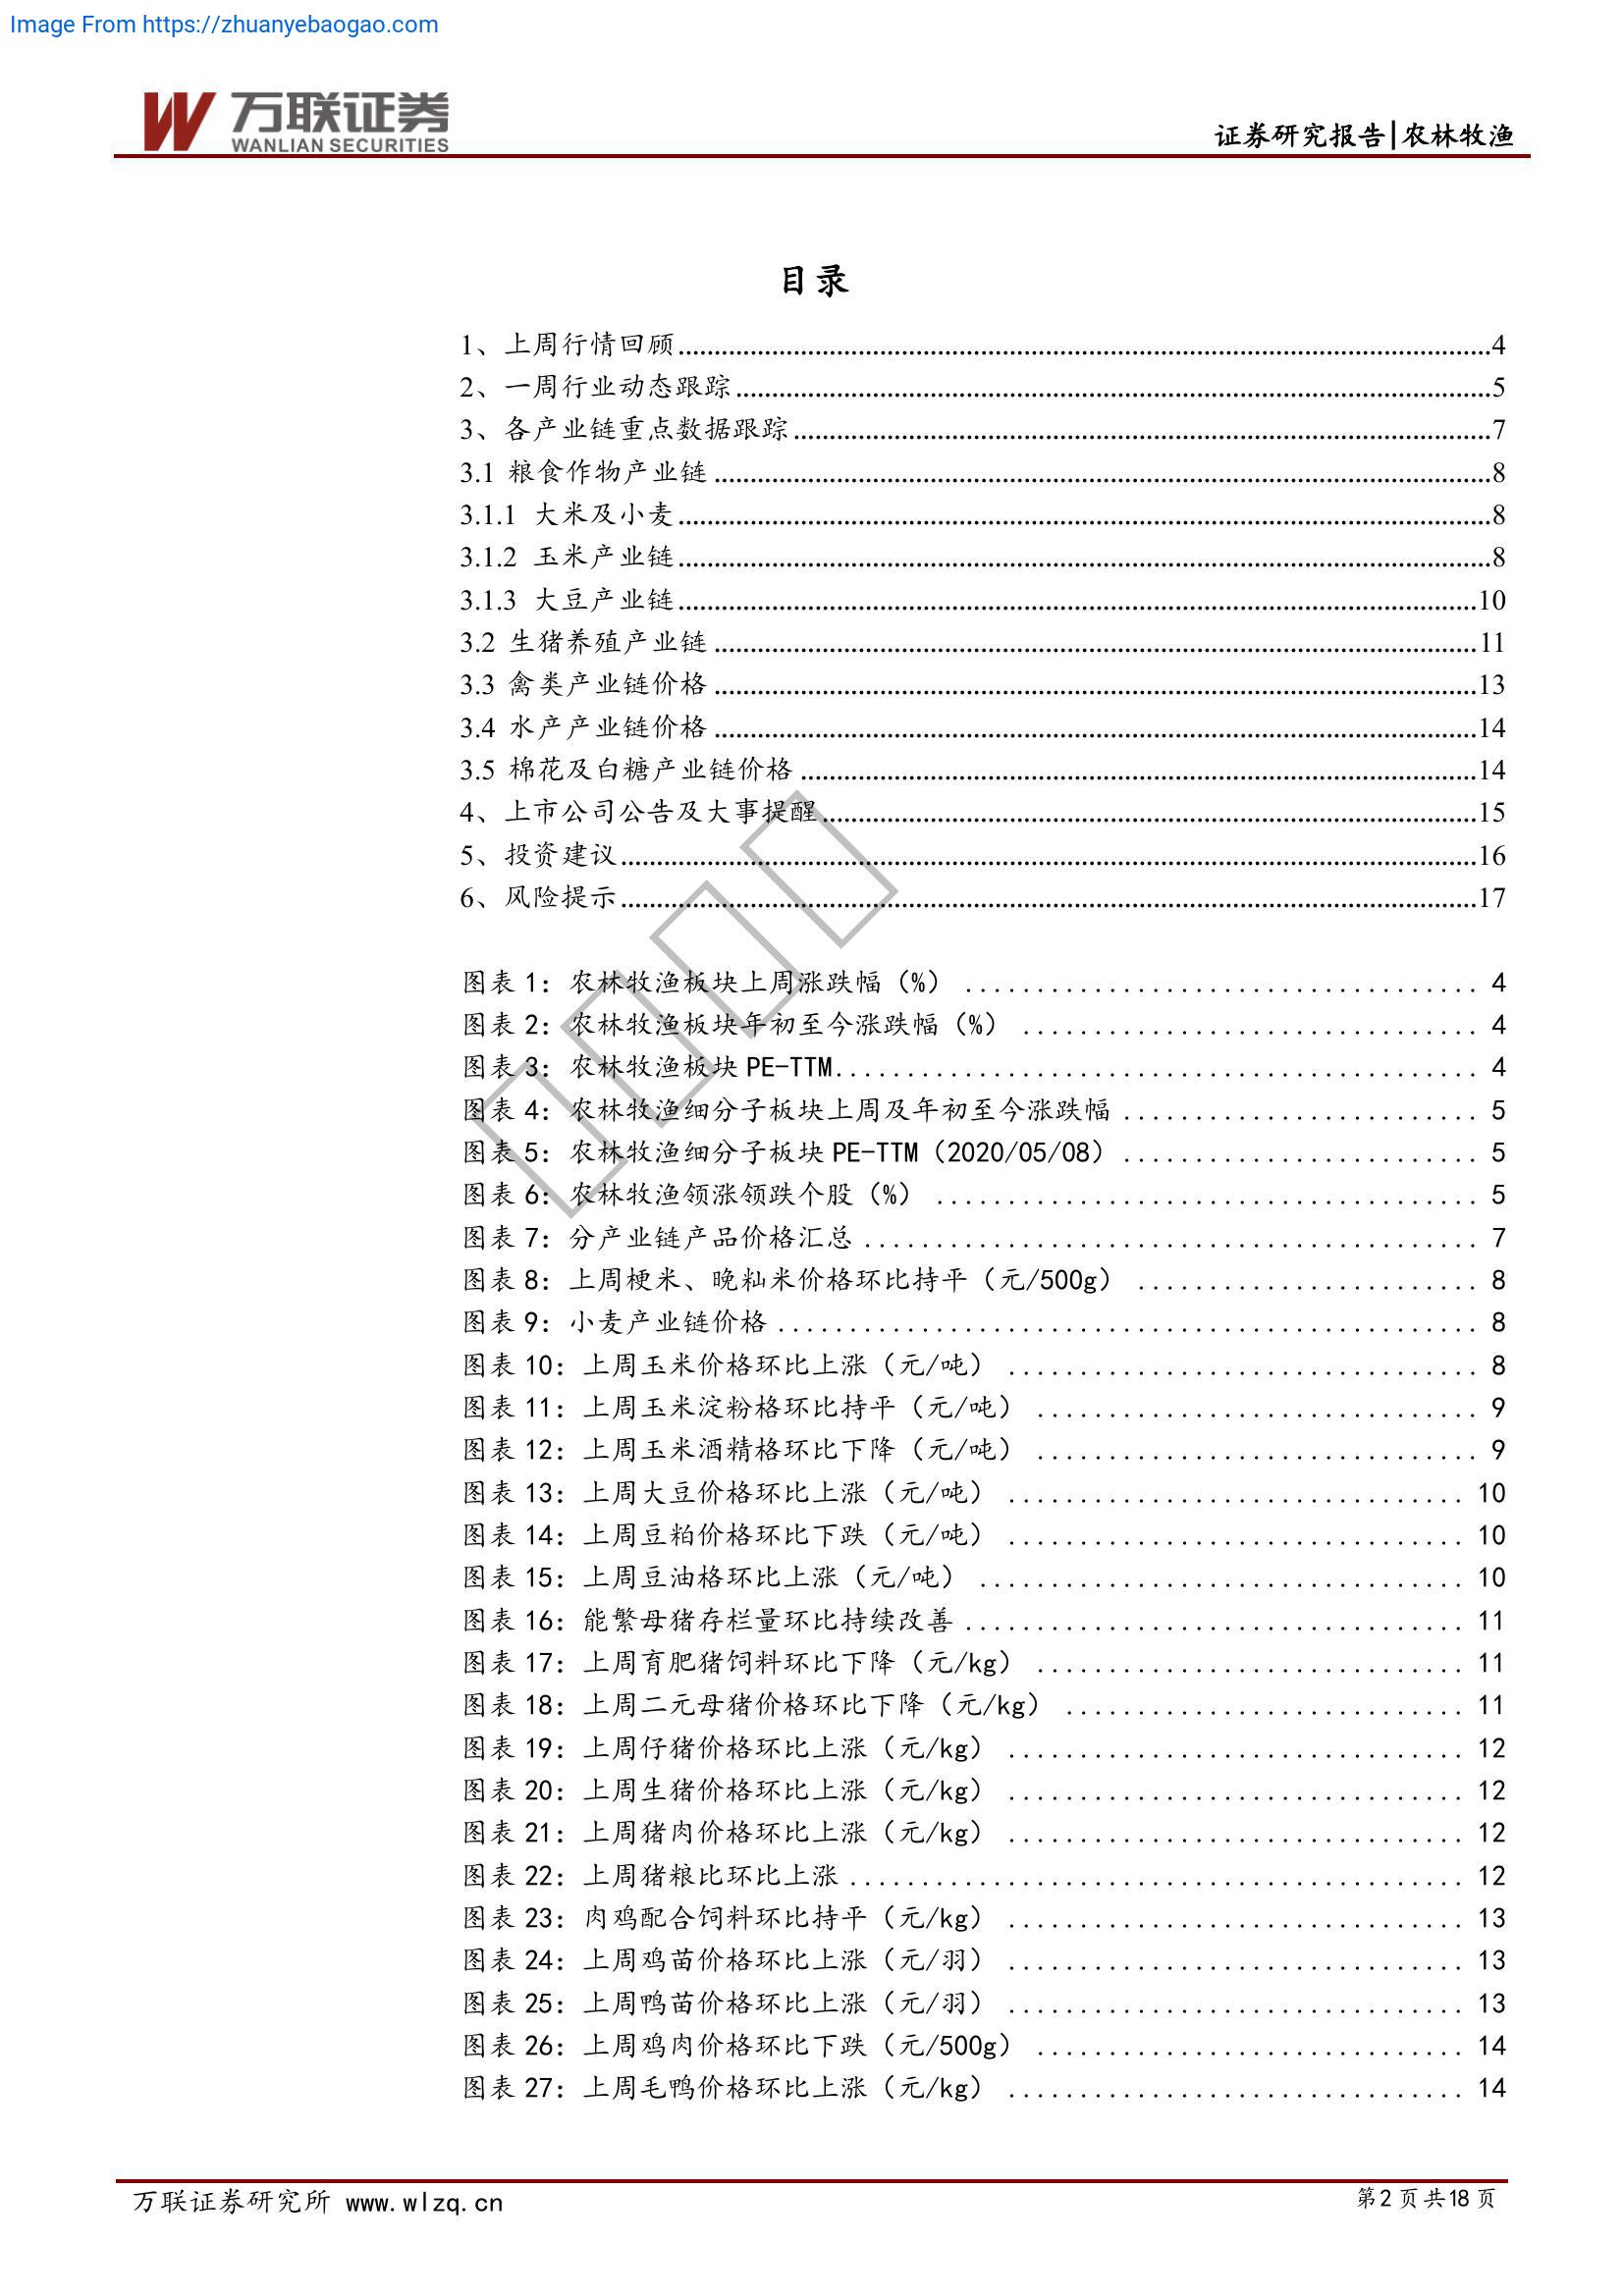 Image From https://zhuanyebaogao.com
万联证券
WANLIAN SECURITIES
证券研究报告|农林牧渔
目录
1、上周行情回顾........................................4
2、一周行业动态跟踪........................................5
3、各产业链重点数据跟踪........................................7
3.1 粮食作物产业链........................................8
3.1.1 大米及小麦........................................8
3.1.2 玉米产业链........................................8
3.1.3 大豆产业链........................................10
3.2 生猪养殖产业链........................................11
3.3 禽类产业链价格........................................13
3.4 水产产业链价格........................................14
3.5 棉花及白糖产业链价格........................................14
4、上市公司公告及大事提醒........................................15
5、投资建议........................................16
6、风险提示........................................17
图表 1：农林牧渔板块上周涨跌幅（%） .............................. 4
图表 2：农林牧渔板块年初至今涨跌幅（%） .............................. 4
图表 3：农林牧渔板块 PE-TTM.............................. 4
图表 4：农林牧渔细分子板块上周及年初至今涨跌幅 .............................. 5
图表 5：农林牧渔细分子板块 PE-TTM（2020/05/08） .............................. 5
图表 6：农林牧渔领涨领跌个股（%） .............................. 5
图表 7：分产业链产品价格汇总 .............................. 7
图表 8：上周梗米、晚籼米价格环比持平（元/500g） .............................. 8
图表 9：小麦产业链价格 .............................. 8
图表 10：上周玉米价格环比上涨（元/吨） .............................. 8
图表 11：上周玉米淀粉格环比持平（元/吨） .............................. 9
图表 12：上周玉米酒精格环比下降（元/吨） .............................. 9
图表 13：上周大豆价格环比上涨（元/吨） .............................. 10
图表 14：上周豆粕价格环比下跌（元/吨） .............................. 10
图表 15：上周豆油格环比上涨（元/吨） .............................. 10
图表 16：能繁母猪存栏量环比持续改善 .............................. 11
图表 17：上周育肥猪饲料环比下降（元/kg） .............................. 11
图表 18：上周二元母猪价格环比下降（元/kg） .............................. 11
图表 19：上周仔猪价格环比上涨（元/kg） .............................. 12
图表 20：上周生猪价格环比上涨（元/kg） .............................. 12
图表 21：上周猪肉价格环比上涨（元/kg） .............................. 12
图表 22：上周猪粮比环比上涨 .............................. 12
图表 23：肉鸡配合饲料环比持平（元/kg） .............................. 13
图表 24：上周鸡苗价格环比上涨（元/羽） .............................. 13
图表 25：上周鸭苗价格环比上涨（元/羽） .............................. 13
图表 26：上周鸡肉价格环比下跌（元/500g） .............................. 14
图表 27：上周毛鸭价格环比上涨（元/kg） .............................. 14
万联证券研究所 www.wlzq.cn
第2页共18页